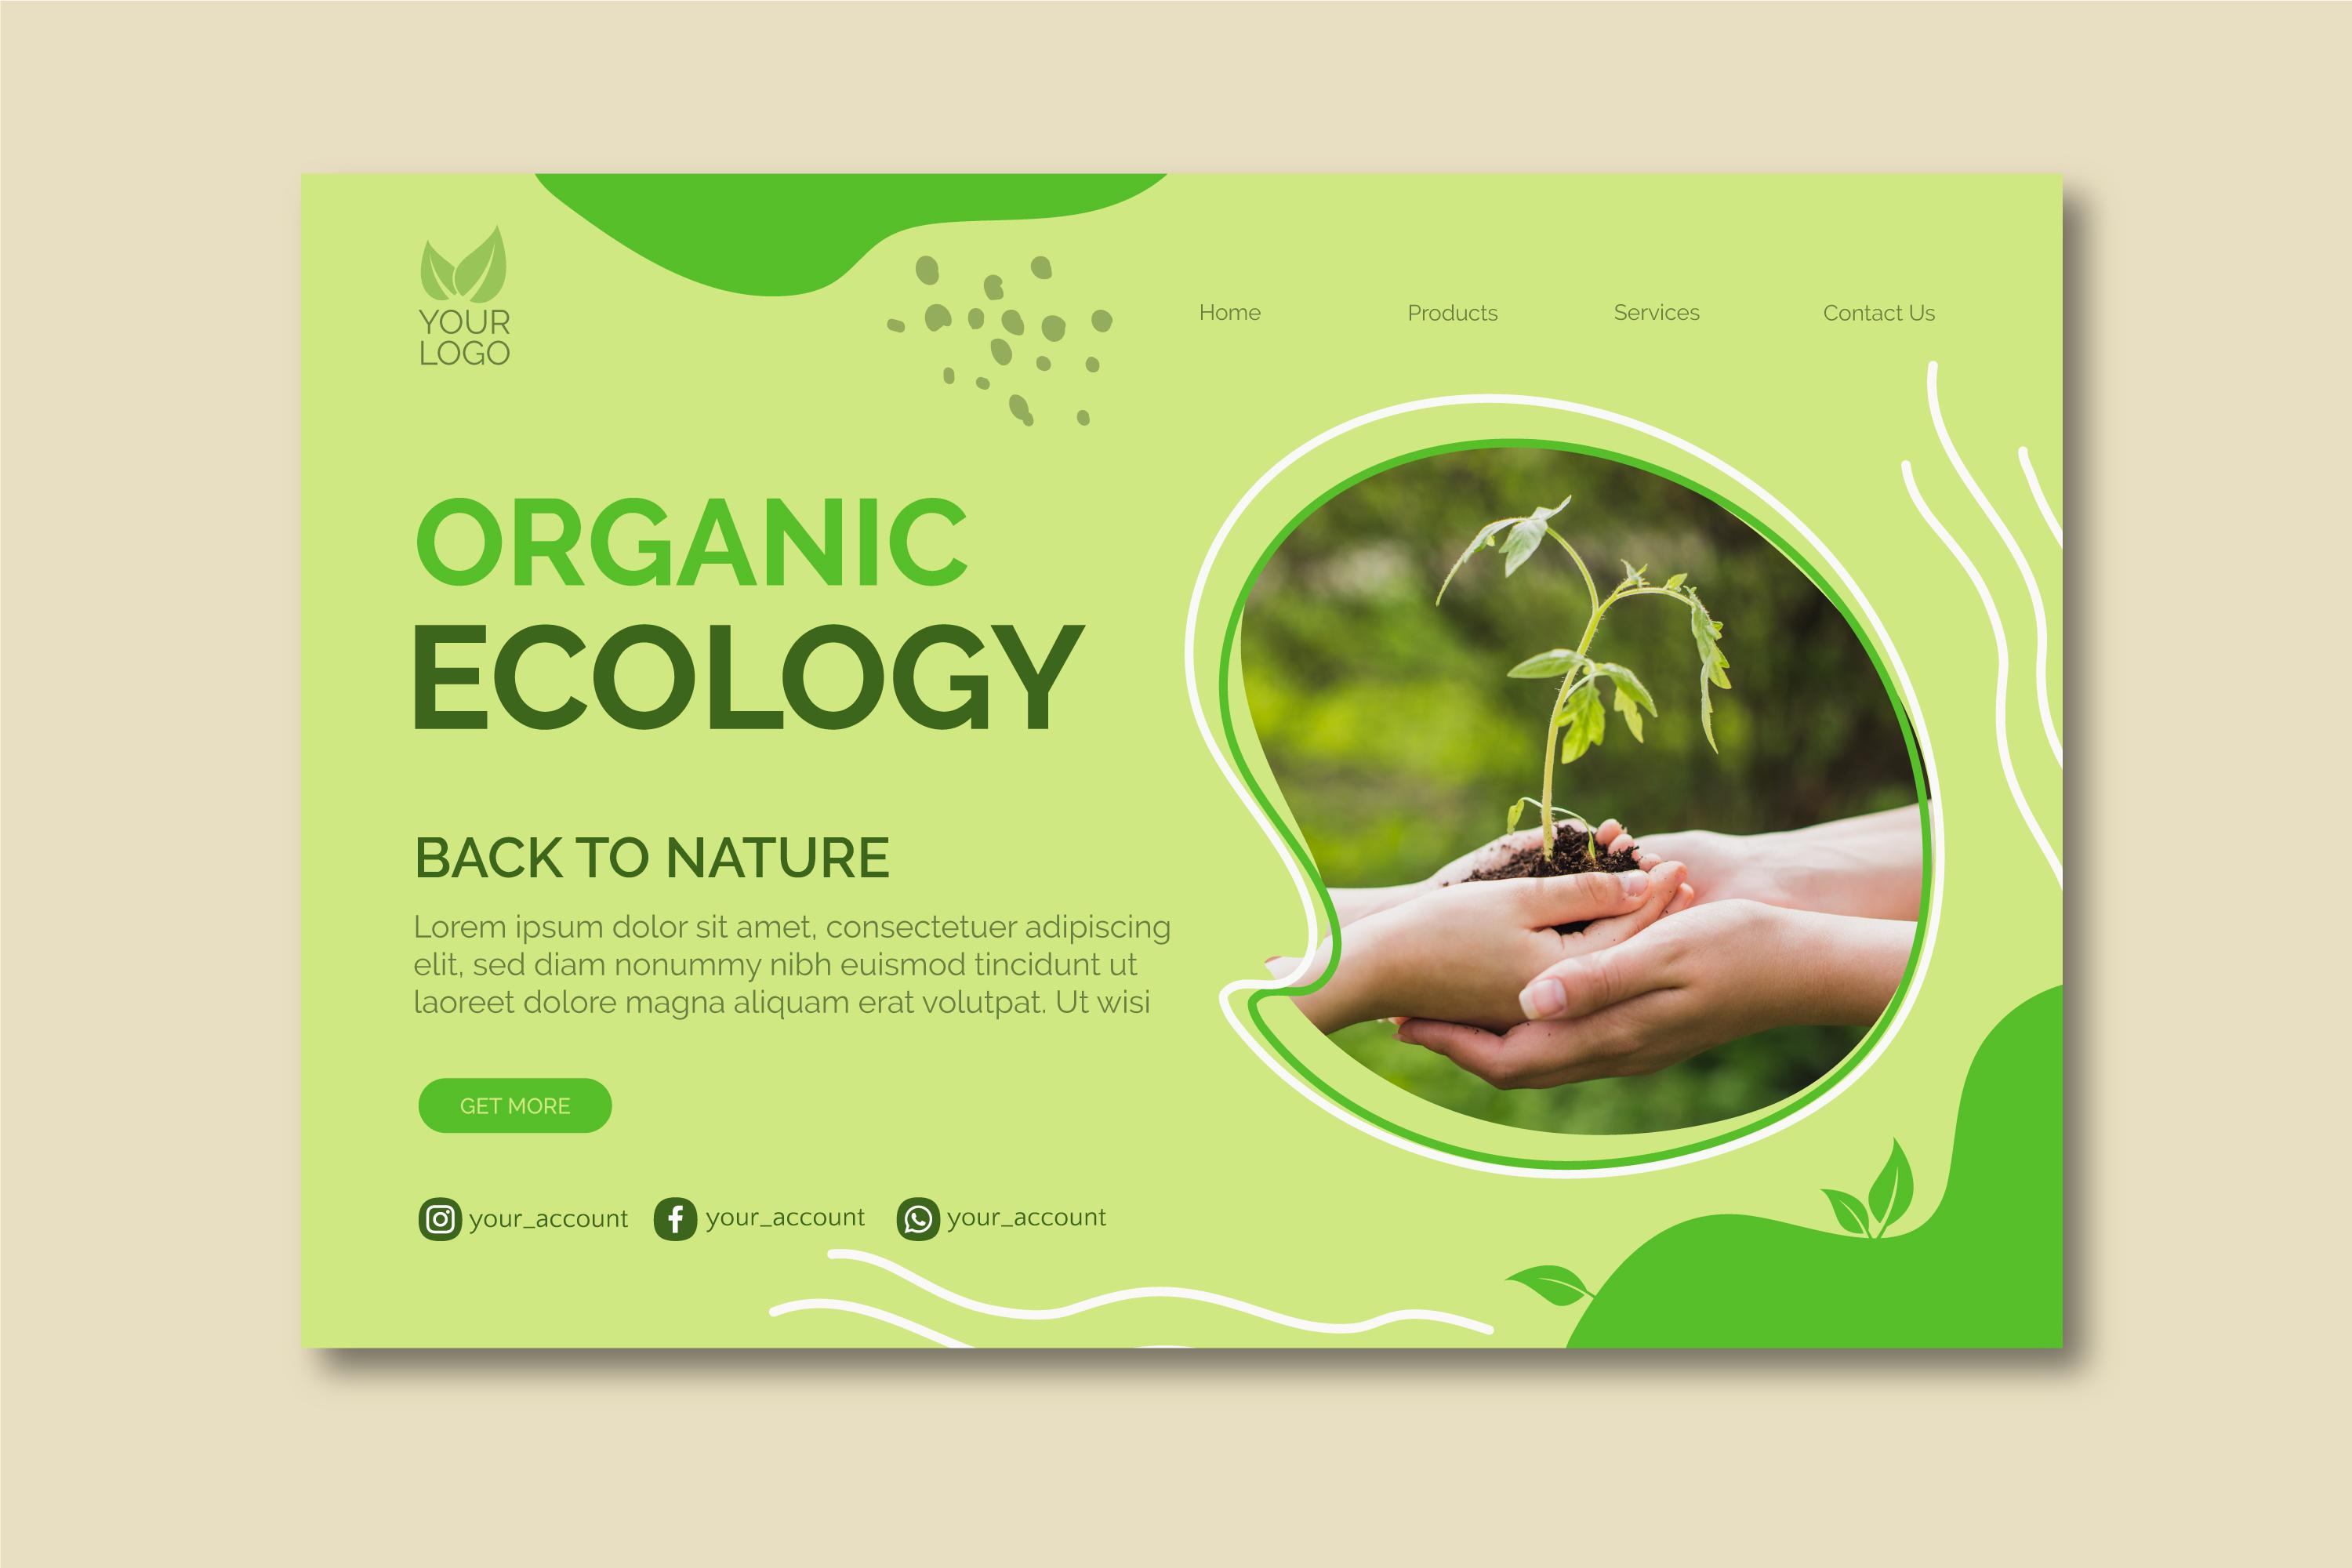 YOUR
LOGO
Home
Products
Services
Contact Us
ORGANIC
ECOLOGY
BACK TO NATURE
Lorem ipsum dolor sit amet, consectetuer adipiscing
elit, sed diam nonummy nibh euismod tincidunt ut
laoreet dolore magna aliquam erat volutpat. Ut wisi
GET MORE
your_account
your_account
your_account